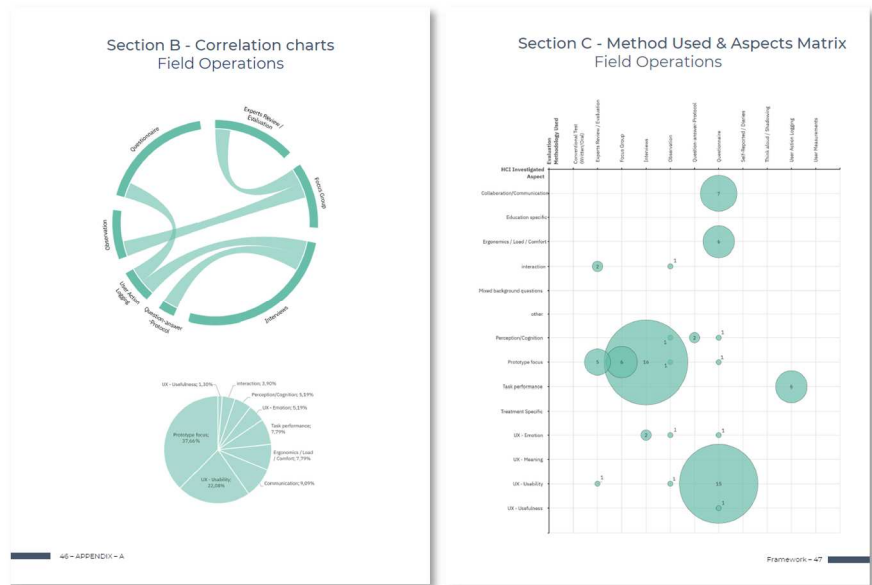 Section B - Correlation charts
Field Operations
Experts Review /
Evaluation
Questionnaire
Focus Group
Observation
User Action
Logging
Question-answer
-Protocol
Interviews
UX - Usefulness; 1,30%
interaction; 3,90%
Perception/Cognition; 5,19%
UX - Emotion; 5,19%
Task performance;
7,79%
Ergonomics / Load
/ Comfort; 7,79%
Communication; 9,09%
UX - Usability;
22,08%
Prototype focus;
37,66%
46 – APPENDIX – A
Section C - Method Used & Aspects Matrix
Field Operations
Evaluation
Methodology Used
Conventional Test
(Written/Oral)
Experts Review / Evaluation
Focus Group
Interviews
Observation
Question-answer-Protocol
Questionnaire
Self-Reported / Diaries
Think aloud / Shadowing
User Action Logging
User Measurements
HCI Investigated
Aspect
Collaboration/Communication
7
Education specific
Ergonomics / Load / Comfort
6
interaction
2
1
Mixed background questions
other
Perception/Cognition
1
2
1
Prototype focus
5
6
16
1
1
Task performance
6
Treatment Specific
UX - Emotion
2
1
1
UX - Meaning
UX - Usability
1
1
15
UX - Usefulness
1
Framework – 47